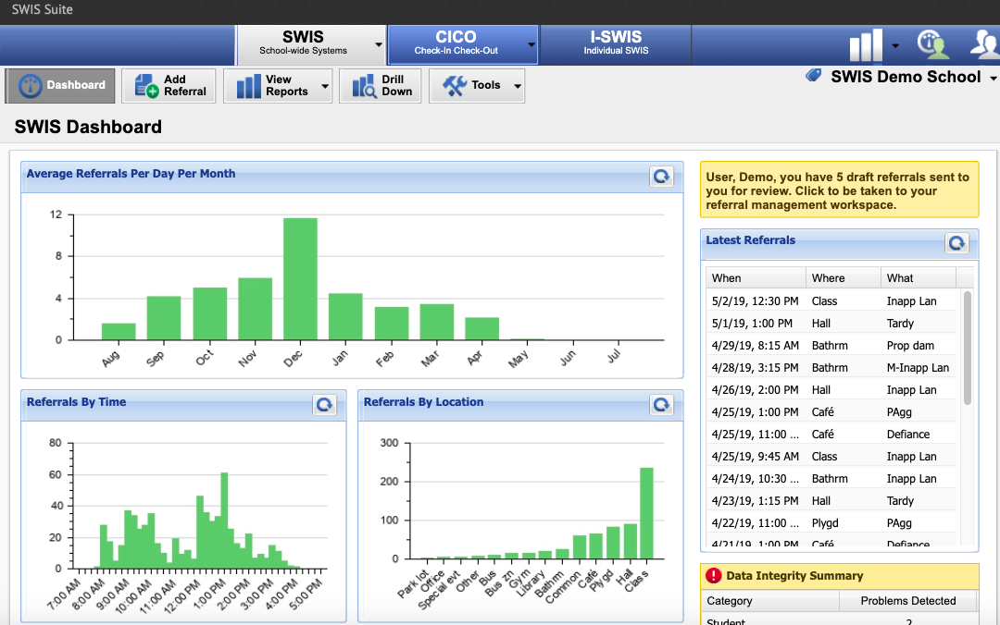 SWIS Suite
SWIS
School-wide Systems
CICO
Check-In Check-Out
I-SWIS
Individual SWIS
Dashboard
Add
Referral
View
Reports
Drill
Down
Tools
SWIS Demo School
SWIS Dashboard
Average Referrals Per Day Per Month
12
8
4
0
Aug
Sep
Oct
Nov
Dec
Jan
Feb
Mar
Apr
May
Jun
Jul
Referrals By Time
80
60
40
20
0
7:00 AM
8:00 AM
9:00 AM
10:00 AM
11:00 AM
12:00 PM
1:00 PM
2:00 PM
3:00 PM
4:00 PM
5:00 PM
Referrals By Location
300
200
100
0
Park lot
Office
Special evt
Other
Bus
Bus zn
Gym
Library
Bathrm
Common
Café
Plygd
Hall
Class
User, Demo, you have 5 draft referrals sent to
you for review. Click to be taken to your
referral management workspace.
Latest Referrals
When Where What
5/2/19, 12:30 PM Class Inapp Lan
5/1/19, 1:00 PM Hall Tardy
4/29/19, 8:15 AM Bathrm Prop dam
4/28/19, 3:15 PM Bathrm M-Inapp Lan
4/26/19, 2:00 PM Hall Inapp Lan
4/25/19, 1:00 PM Café PAgg
4/25/19, 11:00 ... Café Defiance
4/25/19, 9:45 AM Class Inapp Lan
4/24/19, 10:30 ... Bathrm Inapp Lan
4/23/19, 1:15 PM Hall Tardy
4/22/19, 11:00 ... Plygd PAgg
4/21/19, 1:00 PM Café Defiance
Data Integrity Summary
Category Problems Detected
Student 2